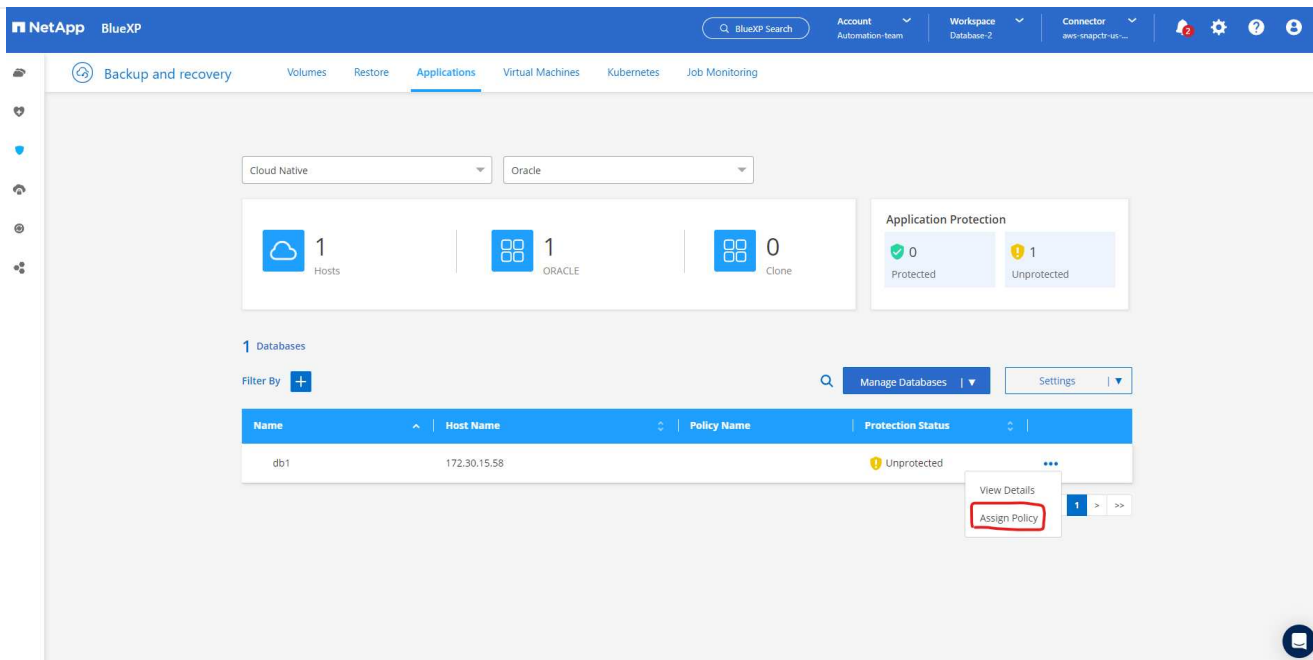 NetApp BlueXP
BlueXP Search
Account
Automation-team
Workspace
Database-2
Connector
aws-snapctr-us-...
2
Backup and recovery
Volumes Restore Applications Virtual Machines Kubernetes Job Monitoring
Cloud Native
Oracle
1
Hosts
1
ORACLE
0
Clone
Application Protection
0
Protected
1
Unprotected
1 Databases
Filter By +
Manage Databases
Settings
Name Host Name Policy Name Protection Status
db1 172.30.15.58 Unprotected
View Details
Assign Policy
1 > >>